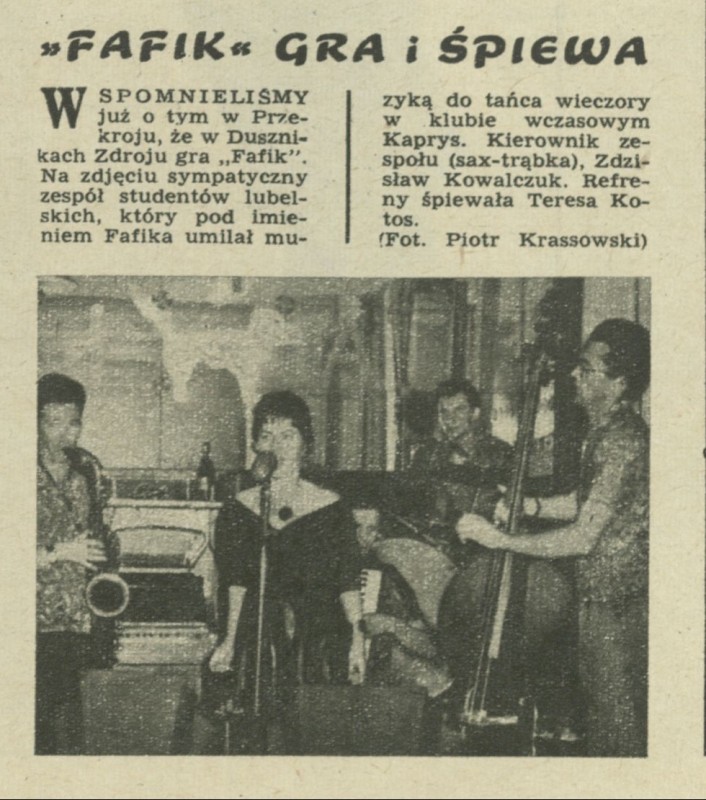 »FAFIK« GRA i ŚPIEWA
WSPOMNIELIŚMY
już o tym w Prze-
kroju, że w Duszni-
kach Zdroju gra „Fafik”.
Na zdjęciu sympatyczny
zespół studentów lubel-
skich, który pod imie-
niem Fafika umilał mu-
zyką do tańca wieczory
w klubie wczasowym
Kaprys. Kierownik ze-
społu (sax-trąbka), Zdzi-
sław Kowalczuk. Refre-
ny śpiewała Teresa Ko-
tos.
(Fot. Piotr Krassowski)